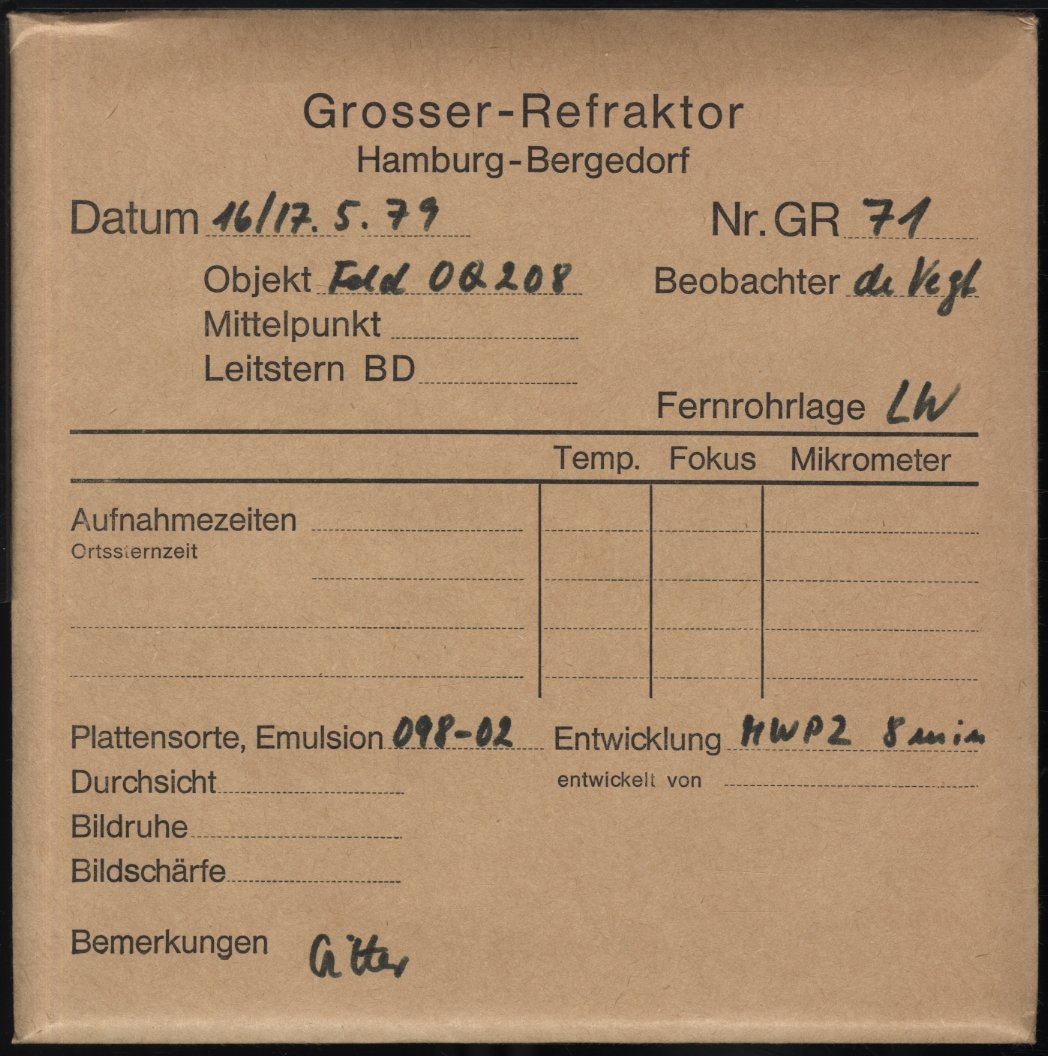 Grosser-Refraktor
Hamburg-Bergedorf
Datum 16/17. 5. 79 Nr. GR 71
Objekt Feld OQ 208 Beobachter de Vegt
Mittelpunkt
Leitstern BD
Fernrohrlage LW
Temp. Fokus Mikrometer
Aufnahmezeiten
Ortssternzeit
Plattensorte, Emulsion 098-02 Entwicklung MWP2 8 min
Durchsicht entwickelt von
Bildruhe
Bildschärfe
Bemerkungen Gitter